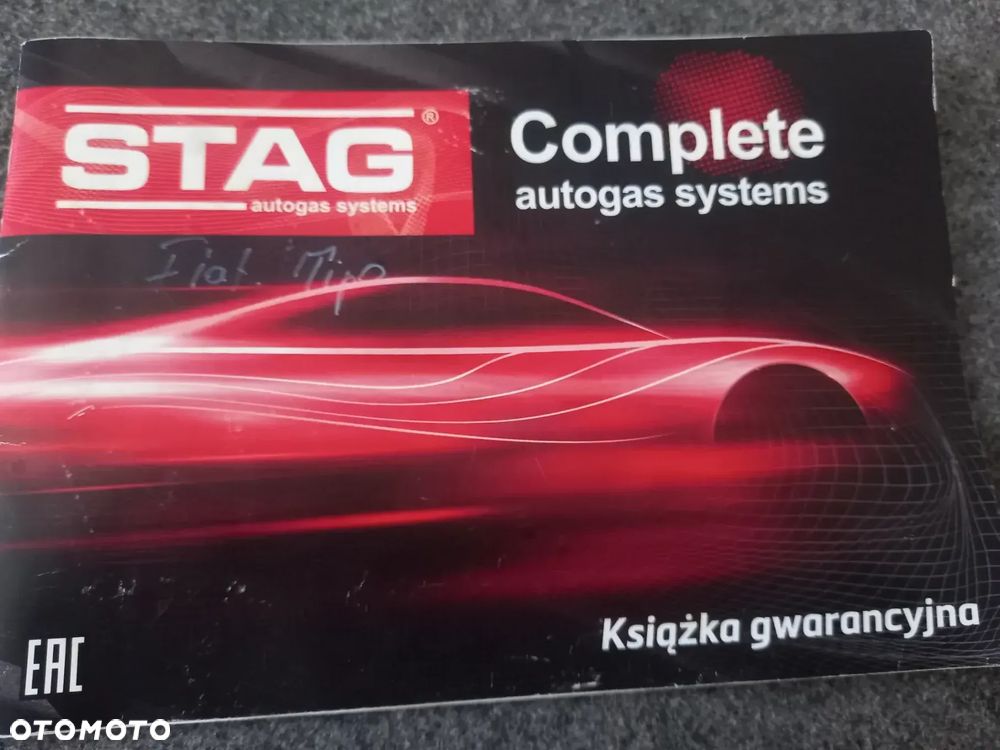 STAG®
autogas systems
Complete
autogas systems
Fiat Tipo
Książka gwarancyjna
EAC
OTOMOTO